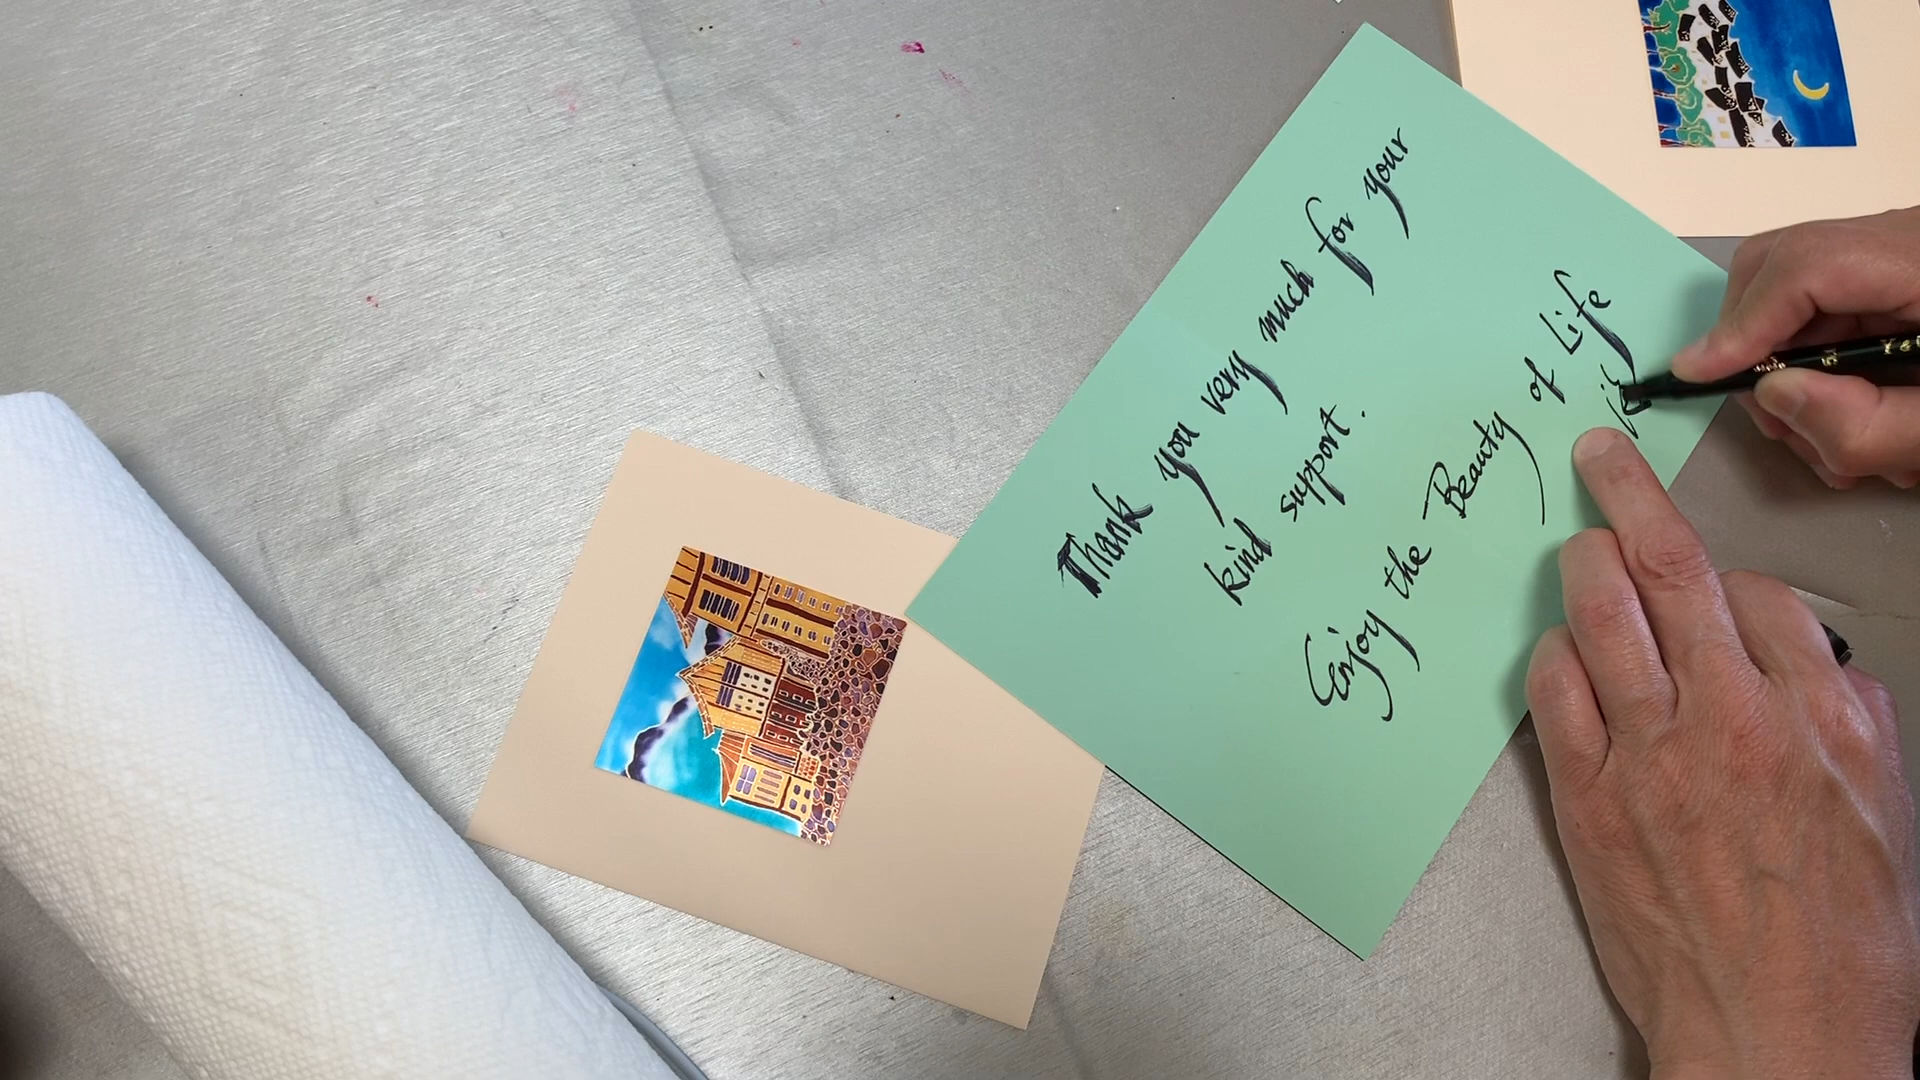 Thank you very much for your
kind support.
Enjoy the Beauty of Life